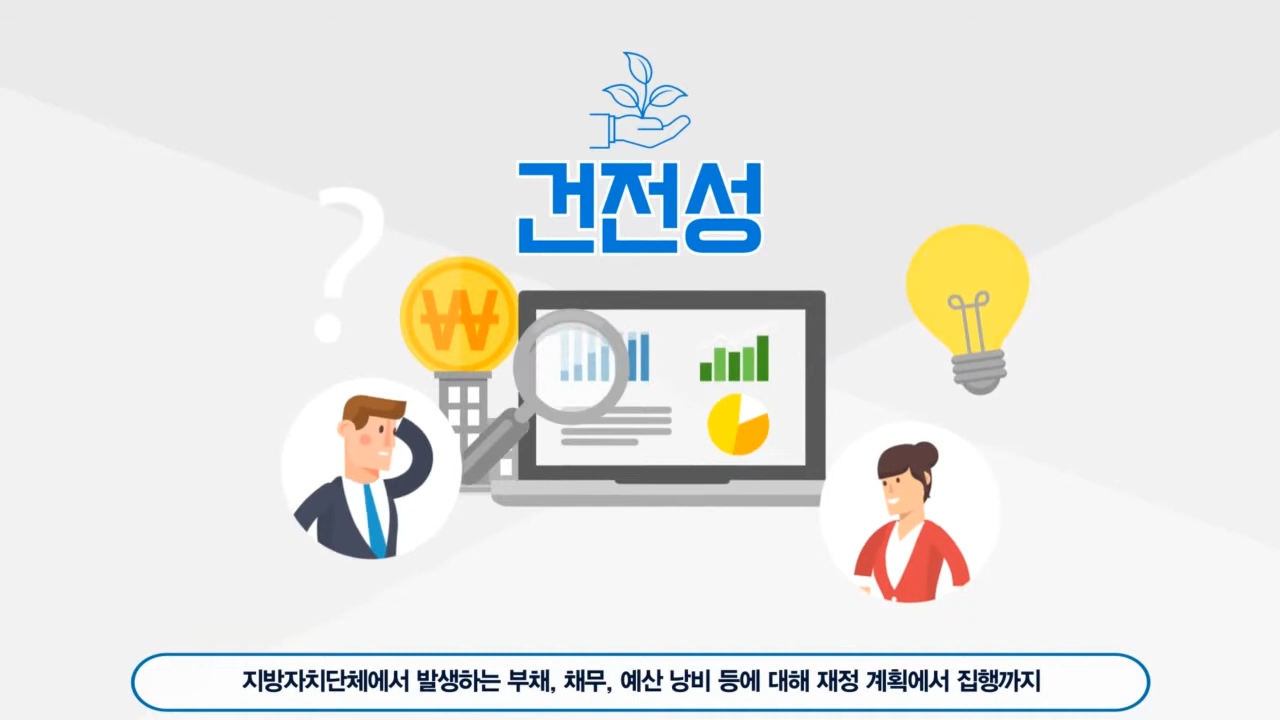 건전성
?
₩
지방자치단체에서 발생하는 부채, 채무, 예산 낭비 등에 대해 재정 계획에서 집행까지